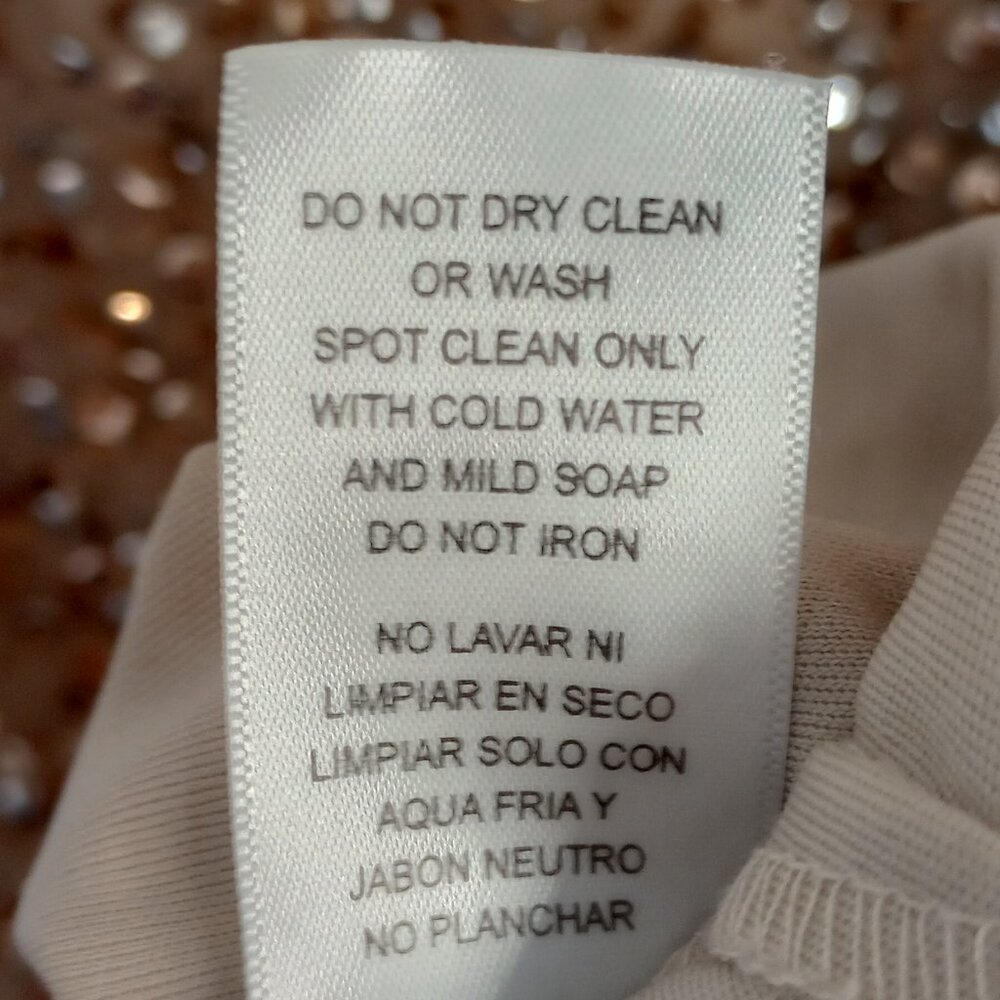 DO NOT DRY CLEAN
OR WASH
SPOT CLEAN ONLY
WITH COLD WATER
AND MILD SOAP
DO NOT IRON
NO LAVAR NI
LIMPIAR EN SECO
LIMPIAR SOLO CON
AQUA FRIA Y
JABON NEUTRO
NO PLANCHAR